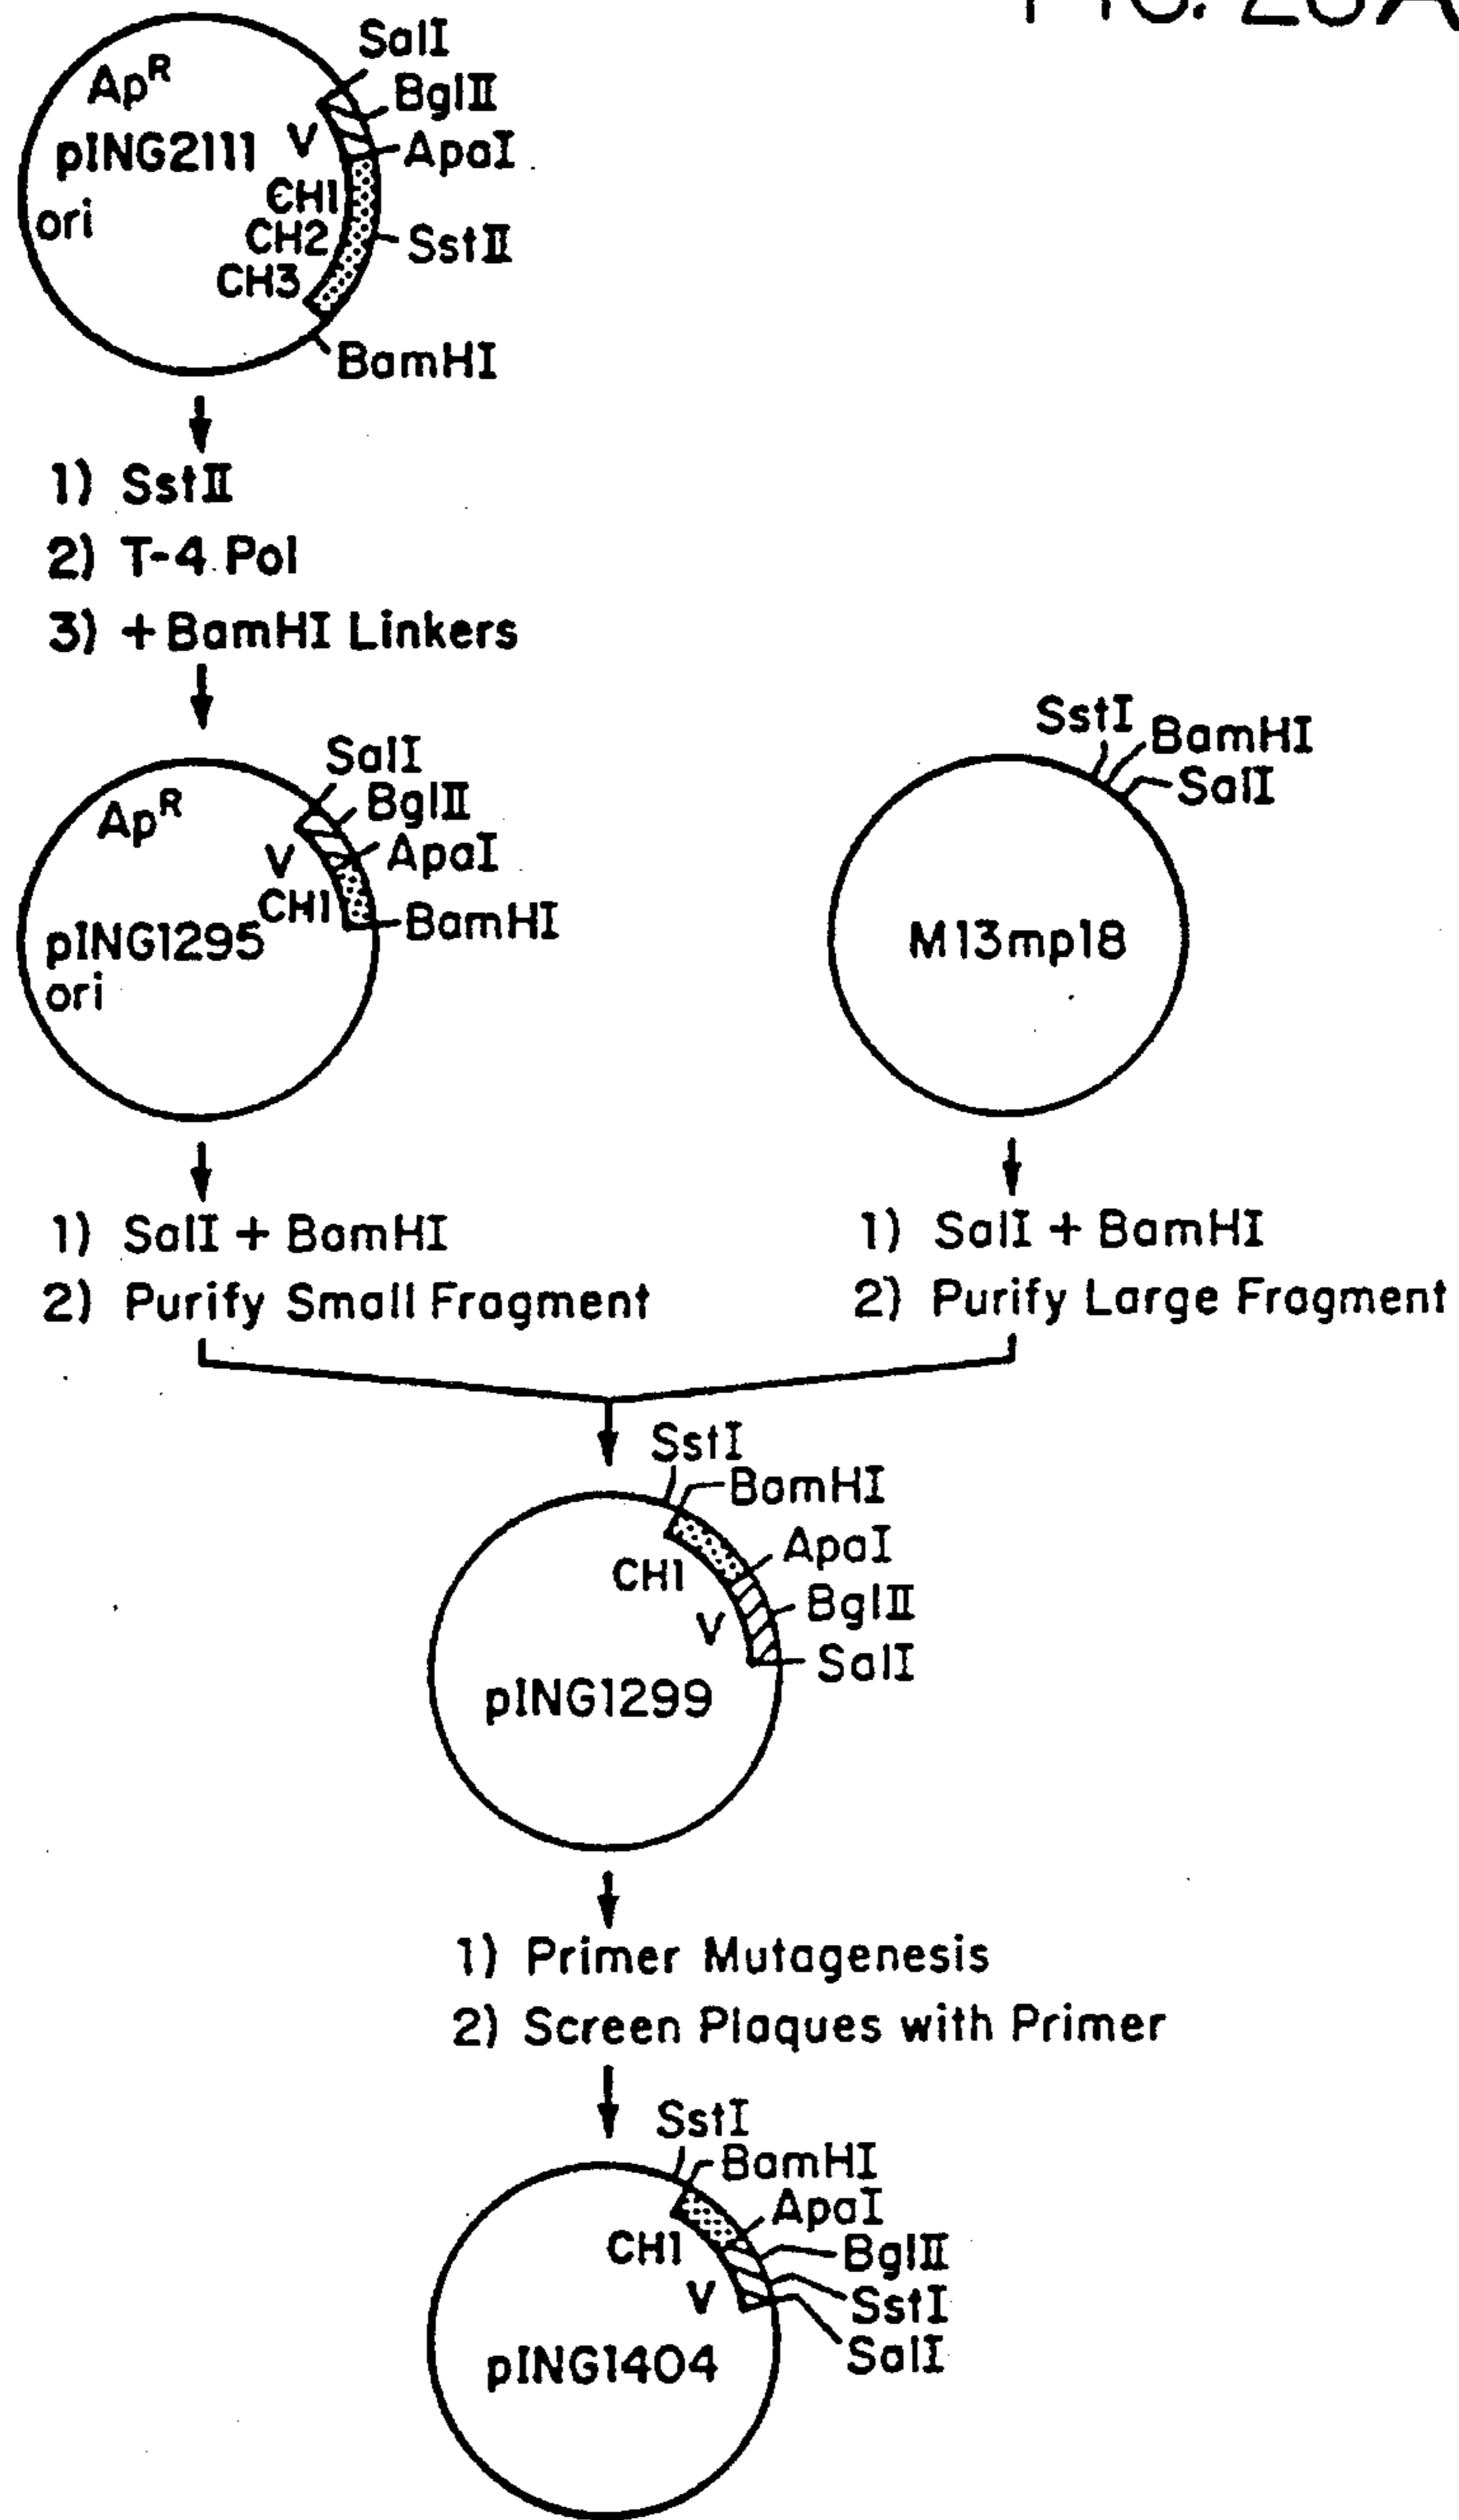 FIG. 20A
SalI
BglII
ApaI
SstII
BamHI
ApR
pING2111
ori
V
CH1
CH2
CH3
1) SstII
2) T-4 Pol
3) +BamHI Linkers
SalI
BglII
ApaI
BamHI
ApR
V
CH1
pING1295
ori
SstI
BamHI
SalI
M13mp18
1) SalI + BamHI
2) Purify Small Fragment
1) SalI + BamHI
2) Purify Large Fragment
SstI
BamHI
ApaI
BglII
SalI
CH1
V
pING1299
1) Primer Mutagenesis
2) Screen Plaques with Primer
SstI
BamHI
ApaI
BglII
SstI
SalI
CH1
V
pING1404